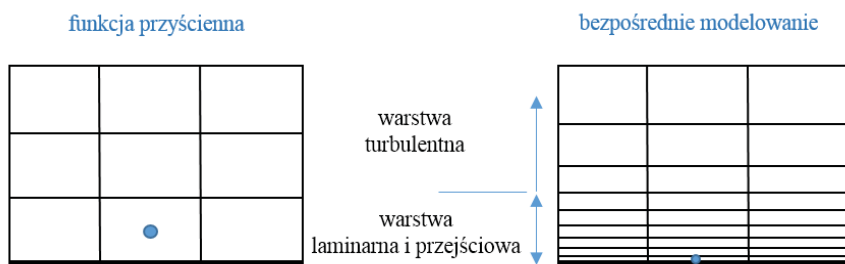 funkcja przyścienna
bezpośrednie modelowanie
warstwa
turbulentna
warstwa
laminarna i przejściowa